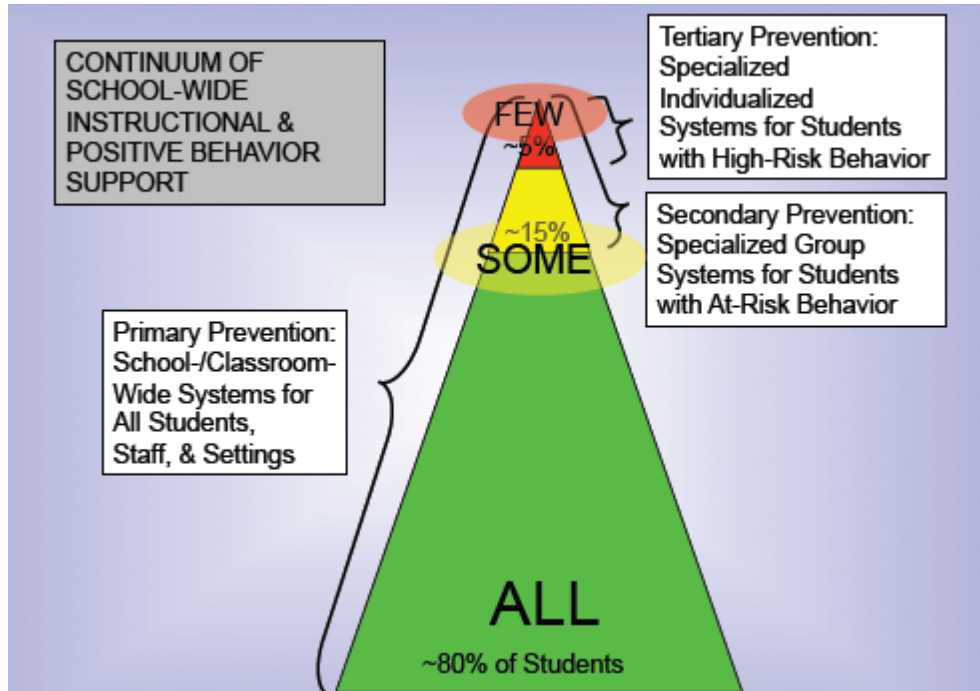 CONTINUUM OF
SCHOOL-WIDE
INSTRUCTIONAL &
POSITIVE BEHAVIOR
SUPPORT
Tertiary Prevention:
Specialized
Individualized
Systems for Students
with High-Risk Behavior
FEW
~5%
Secondary Prevention:
Specialized Group
Systems for Students
with At-Risk Behavior
~15%
SOME
Primary Prevention:
School-/Classroom-
Wide Systems for
All Students,
Staff, & Settings
ALL
~80% of Students